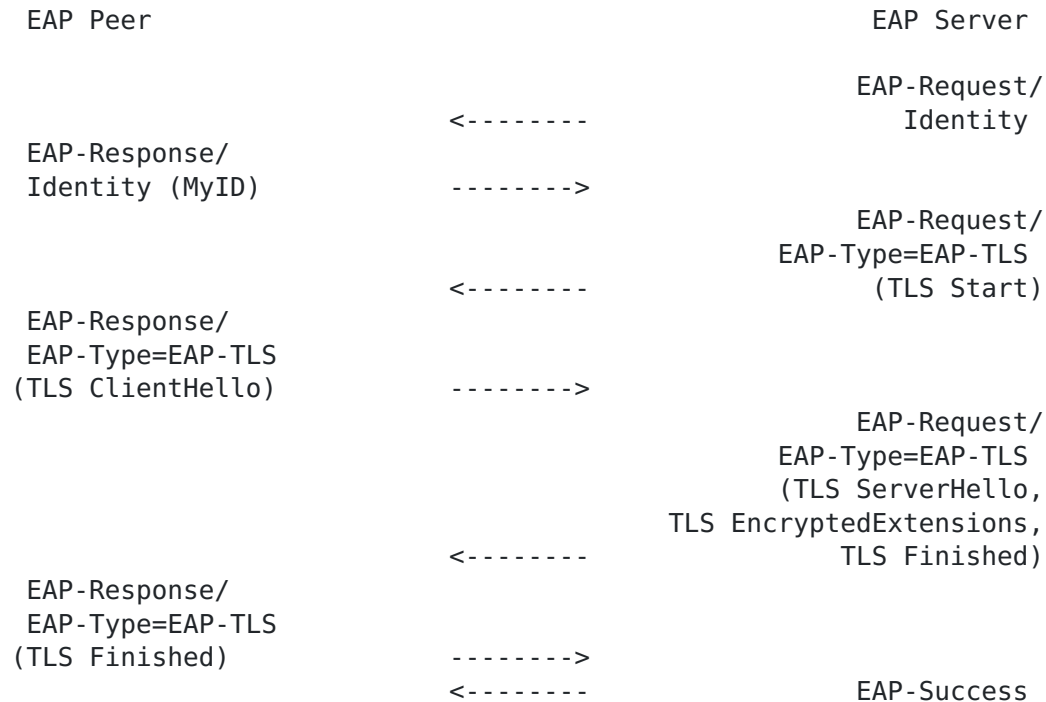 EAP Peer                                               EAP Server

                                                      EAP-Request/
                            <--------                    Identity
 EAP-Response/
 Identity (MyID)            -------->
                                                      EAP-Request/
                                                 EAP-Type=EAP-TLS
                            <--------                  (TLS Start)
 EAP-Response/
 EAP-Type=EAP-TLS
(TLS ClientHello)           -------->
                                                      EAP-Request/
                                                 EAP-Type=EAP-TLS
                                                 (TLS ServerHello,
                                          TLS EncryptedExtensions,
                            <--------                TLS Finished)
 EAP-Response/
 EAP-Type=EAP-TLS
(TLS Finished)              -------->
                            <--------                 EAP-Success